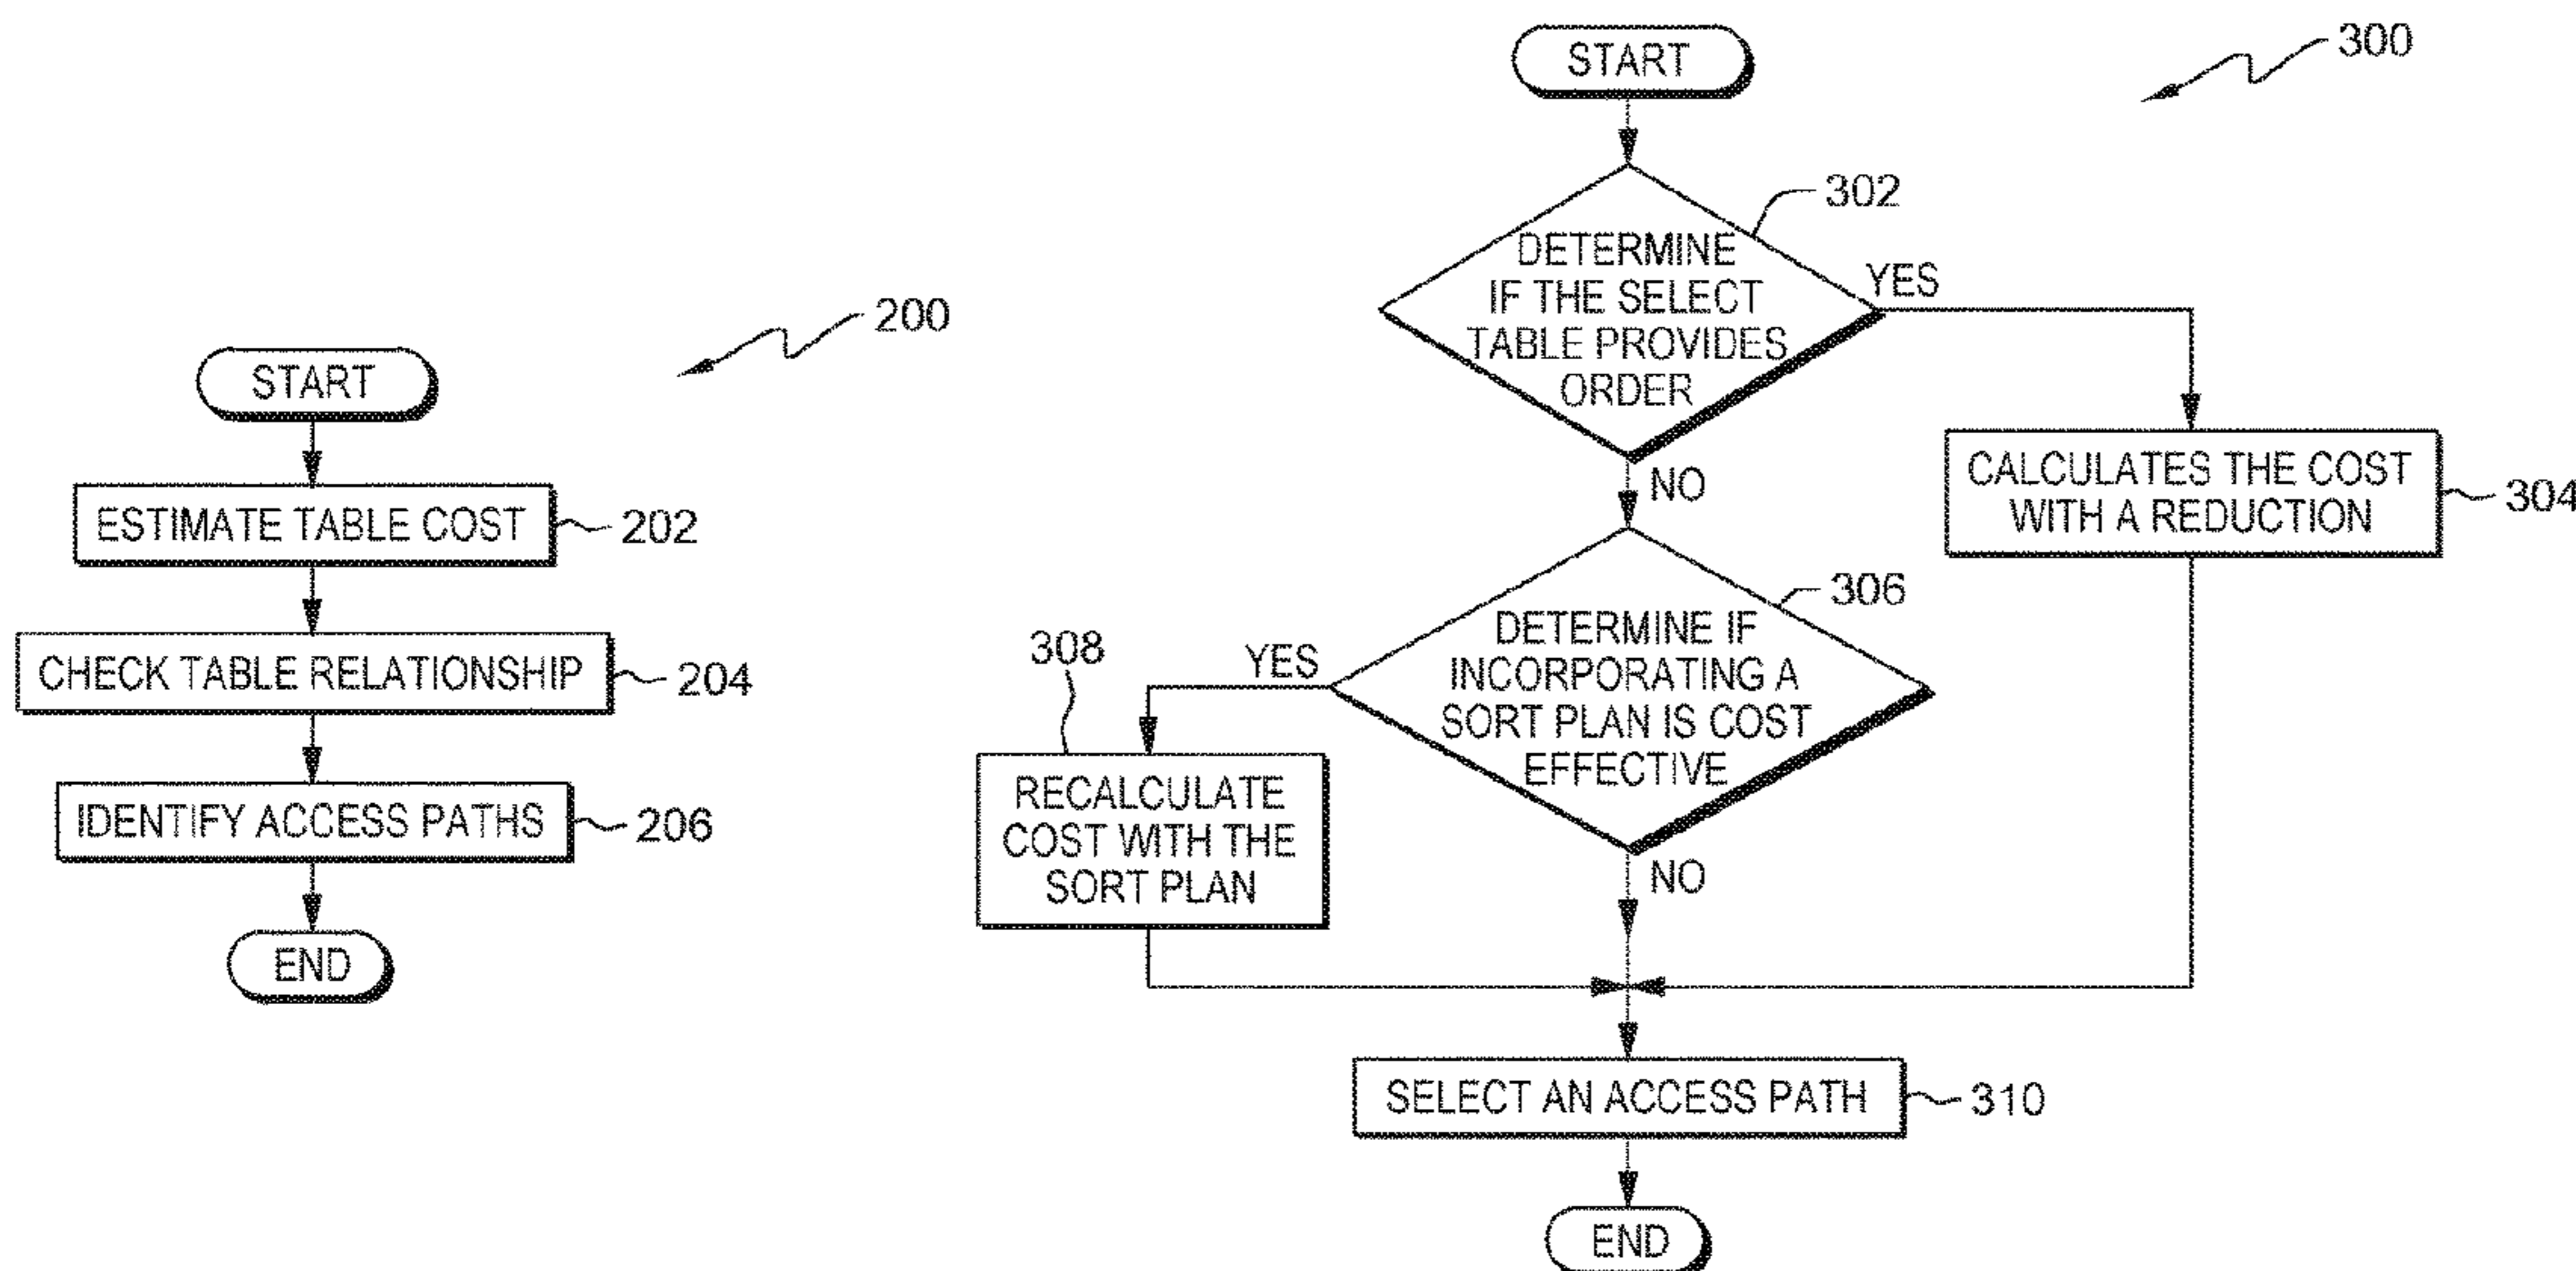 200
START
ESTIMATE TABLE COST
202
CHECK TABLE RELATIONSHIP
204
IDENTIFY ACCESS PATHS
206
END
300
START
302
DETERMINE
IF THE SELECT
TABLE PROVIDES
ORDER
YES
NO
CALCULATES THE COST
WITH A REDUCTION
304
306
DETERMINE IF
INCORPORATING A
SORT PLAN IS COST
EFFECTIVE
YES
NO
308
RECALCULATE
COST WITH THE
SORT PLAN
SELECT AN ACCESS PATH
310
END